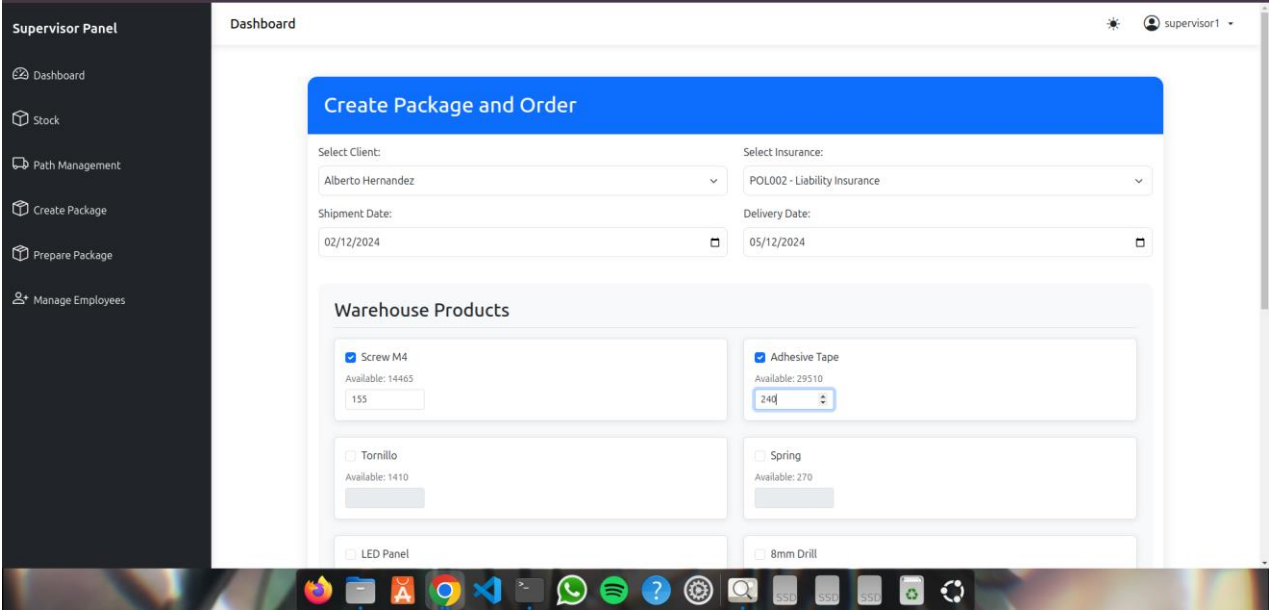 Supervisor Panel
Dashboard
Stock
Path Management
Create Package
Prepare Package
Manage Employees
Dashboard
supervisor1
Create Package and Order
Select Client:
Alberto Hernandez
Select Insurance:
POL002 - Liability Insurance
Shipment Date:
02/12/2024
Delivery Date:
05/12/2024
Warehouse Products
Screw M4
Available: 14465
155
Adhesive Tape
Available: 29510
240
Tornillo
Available: 1410
Spring
Available: 270
LED Panel
8mm Drill
>_
?
SSD
SSD
SSD